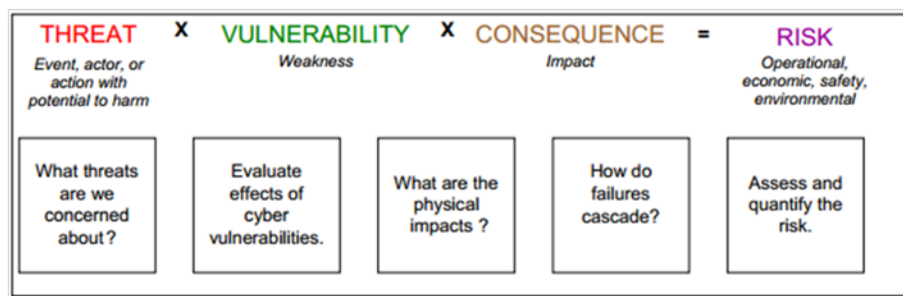 THREAT X VULNERABILITY X CONSEQUENCE = RISK
Event, actor, or
action with
potential to harm
Weakness
Impact
Operational,
economic, safety,
environmental
What threats
are we
concerned
about?
Evaluate
effects of
cyber
vulnerabilities.
What are the
physical
impacts ?
How do
failures
cascade?
Assess and
quantify the
risk.